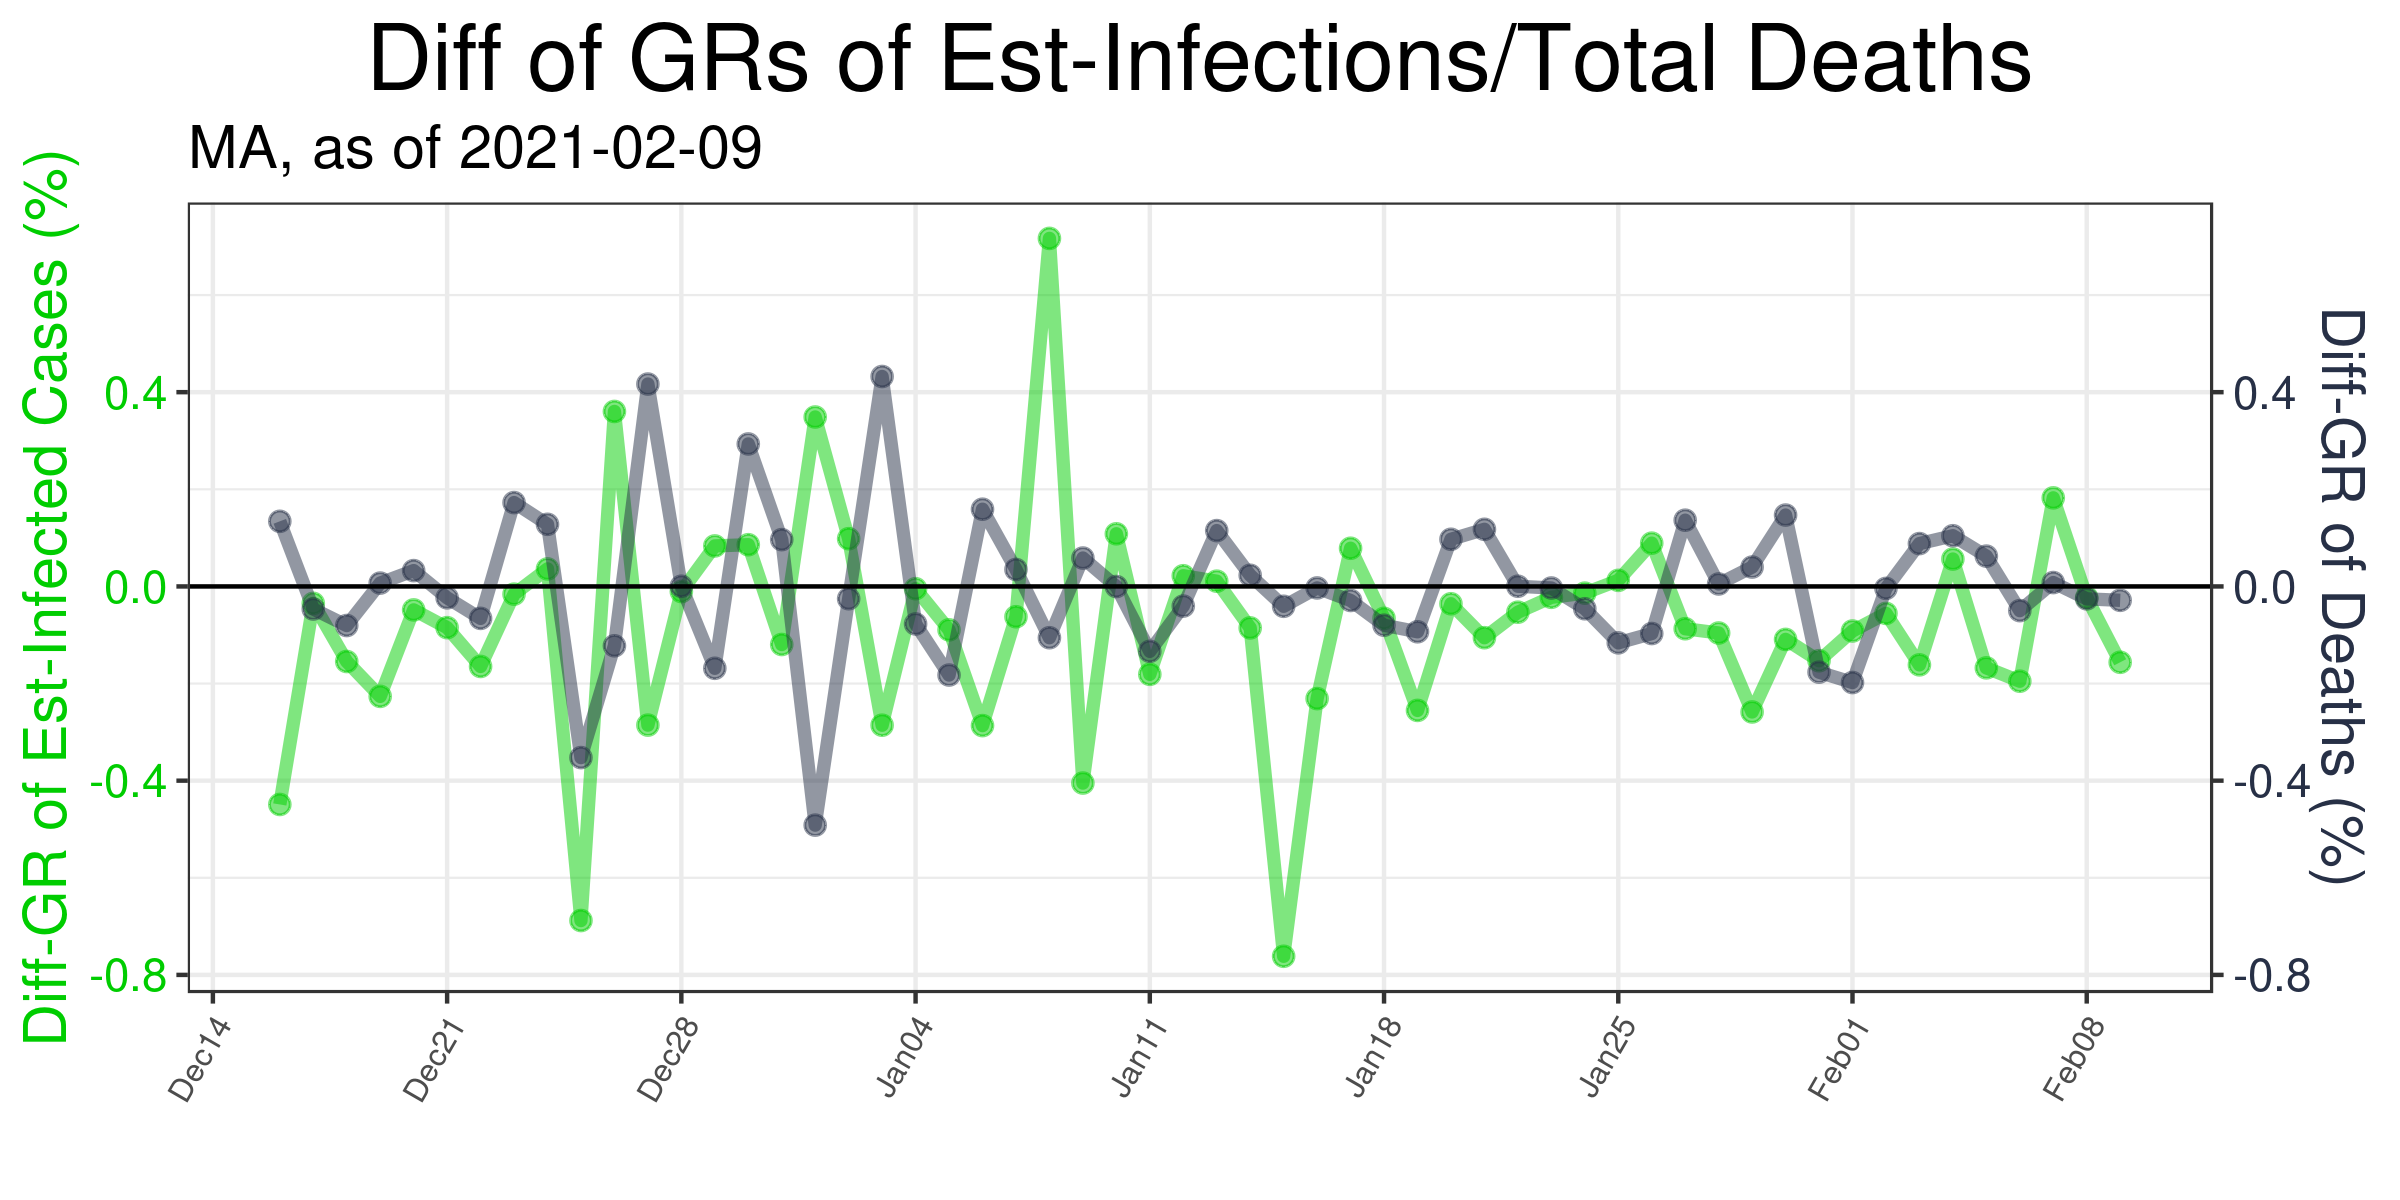 Diff of GRs of Est-Infections/Total Deaths
MA, as of 2021-02-09
Diff-GR of Est-Infected Cases (%)
0.4
0.0
-0.4
-0.8
0.4
0.0
-0.4
-0.8
Diff-GR of Deaths (%)
Dec14
Dec21
Dec28
Jan04
Jan11
Jan18
Jan25
Feb01
Feb08